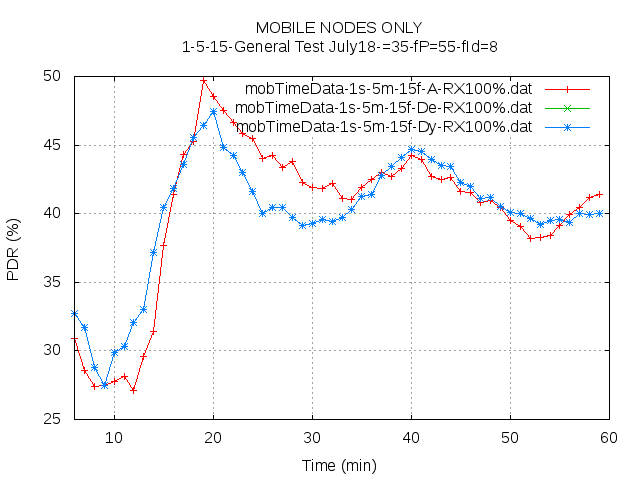 MOBILE NODES ONLY
1-5-15-General Test July18-=35-fP=55-fId=8
mobTimeData-1s-5m-15f-A-RX100%.dat
mobTimeData-1s-5m-15f-De-RX100%.dat
mobTimeData-1s-5m-15f-Dy-RX100%.dat
PDR (%)
50
45
40
35
30
25
10 20 30 40 50 60
Time (min)